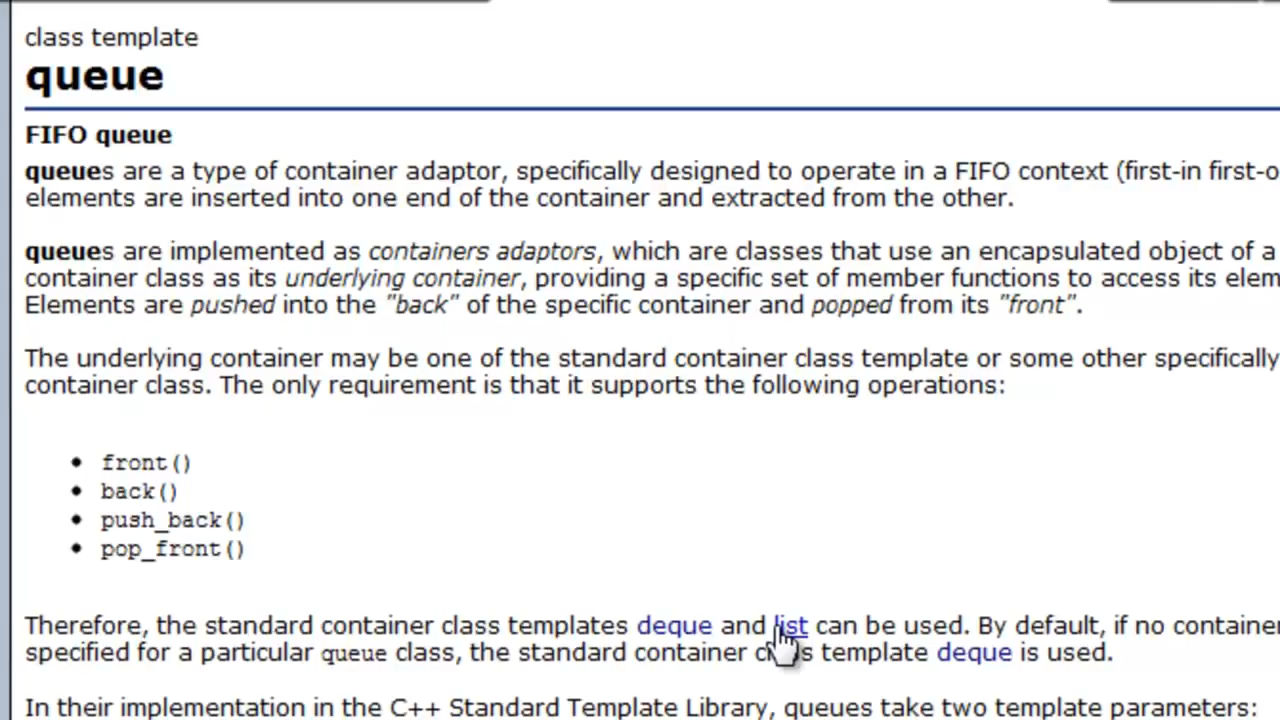 class template
queue
FIFO queue
queues are a type of container adaptor, specifically designed to operate in a FIFO context (first-in first-o
elements are inserted into one end of the container and extracted from the other.
queues are implemented as containers adaptors, which are classes that use an encapsulated object of a
container class as its underlying container, providing a specific set of member functions to access its elem
Elements are pushed into the "back" of the specific container and popped from its "front".
The underlying container may be one of the standard container class template or some other specifically
container class. The only requirement is that it supports the following operations:
• front()
• back()
• push_back()
• pop_front()
Therefore, the standard container class templates deque and list can be used. By default, if no container
specified for a particular queue class, the standard container class template deque is used.
In their implementation in the C++ Standard Template Library, queues take two template parameters: